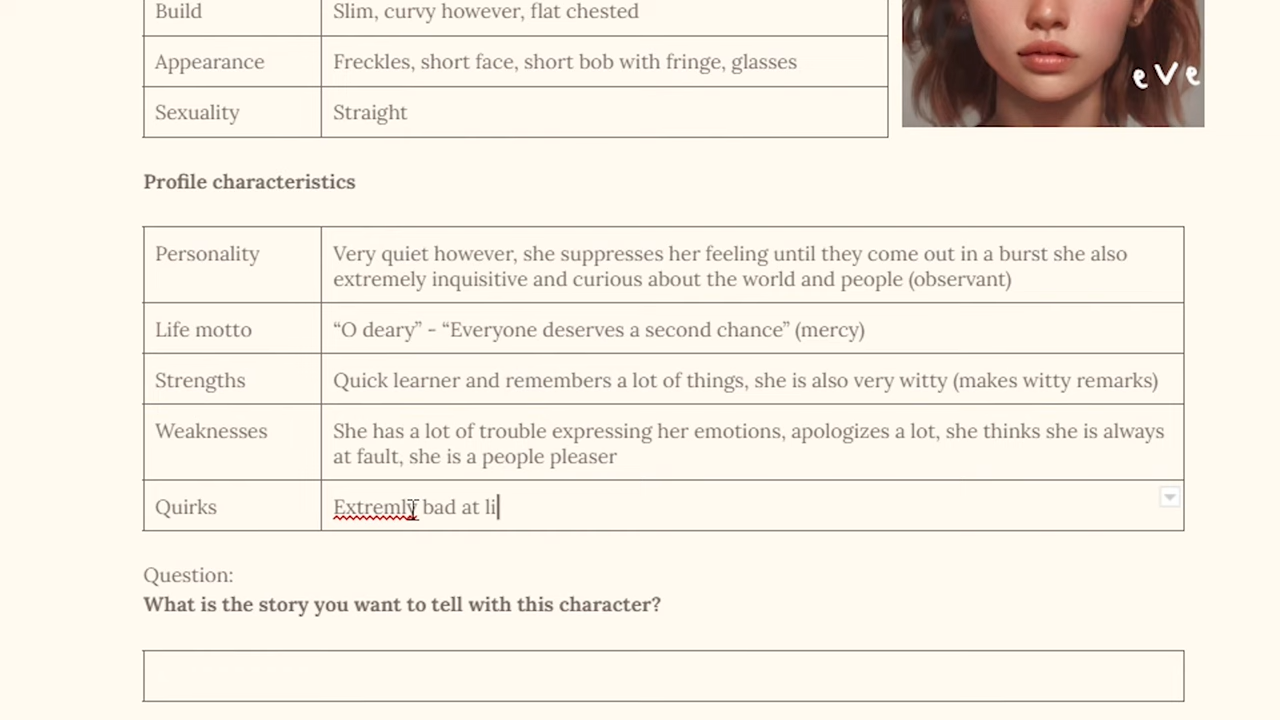 Build
Slim, curvy however, flat chested
Appearance
Freckles, short face, short bob with fringe, glasses
Sexuality
Straight
eve
Profile characteristics
Personality
Very quiet however, she suppresses her feeling until they come out in a burst she also
extremely inquisitive and curious about the world and people (observant)
Life motto
“O deary” - “Everyone deserves a second chance” (mercy)
Strengths
Quick learner and remembers a lot of things, she is also very witty (makes witty remarks)
Weaknesses
She has a lot of trouble expressing her emotions, apologizes a lot, she thinks she is always
at fault, she is a people pleaser
Quirks
Extremly bad at li
Question:
What is the story you want to tell with this character?